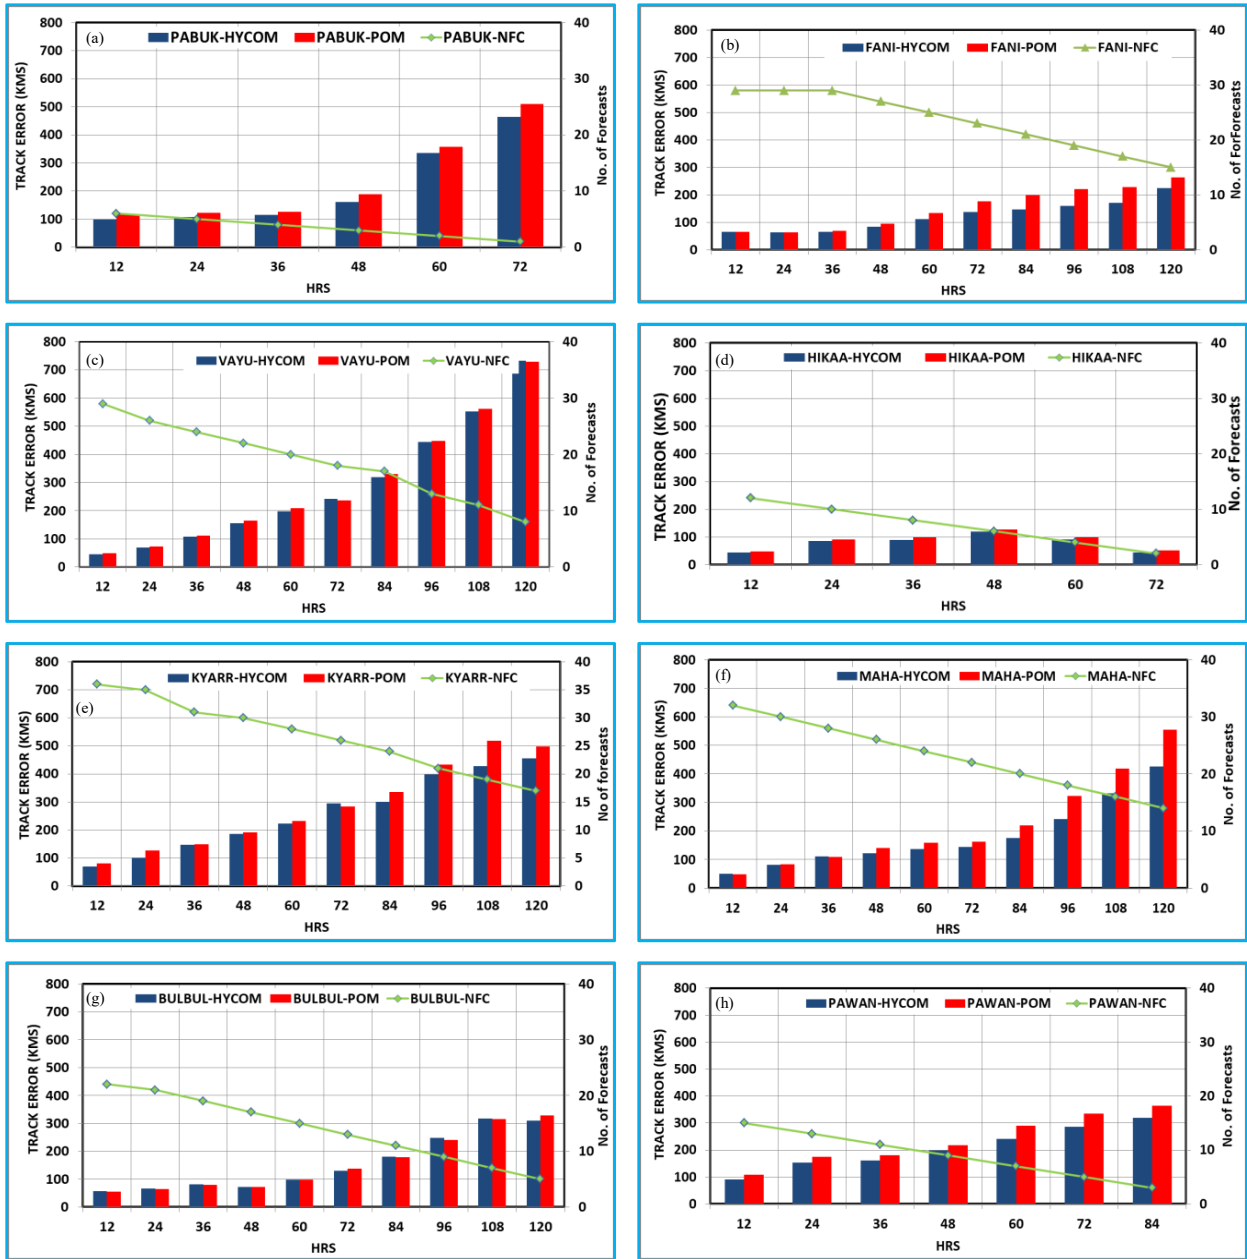 (a)
PABUK-HYCOM PABUK-POM PABUK-NFC
TRACK ERROR (KMS)
800
700
600
500
400
300
200
100
0
40
30
20
10
0
No. of Forecasts
12 24 36 48 60 72
HRS
(b)
FANI-HYCOM FANI-POM FANI-NFC
TRACK ERROR (KMS)
800
700
600
500
400
300
200
100
0
40
30
20
10
0
No. of ForForecasts
12 24 36 48 60 72 84 96 108 120
HRS
(c)
VAYU-HYCOM VAYU-POM VAYU-NFC
TRACK ERROR (KMS)
800
700
600
500
400
300
200
100
0
40
30
20
10
0
No. of Forecasts
12 24 36 48 60 72 84 96 108 120
HRS
(d)
HIKAA-HYCOM HIKAA-POM HIKAA-NFC
TRACK ERROR (KMS)
800
700
600
500
400
300
200
100
0
40
30
20
10
0
No. of Forecasts
12 24 36 48 60 72
HRS
(e)
KYARR-HYCOM KYARR-POM KYARR-NFC
TRACK ERROR (KMS)
800
700
600
500
400
300
200
100
0
40
35
30
25
20
15
10
5
0
No of forecasts
12 24 36 48 60 72 84 96 108 120
HRS
(f)
MAHA-HYCOM MAHA-POM MAHA-NFC
TRACK ERROR (KMS)
800
700
600
500
400
300
200
100
0
40
30
20
10
0
No. of Forecasts
12 24 36 48 60 72 84 96 108 120
HRS
(g)
BULBUL-HYCOM BULBUL-POM BULBUL-NFC
TRACK ERROR (KMS)
800
700
600
500
400
300
200
100
0
40
30
20
10
0
No. of Forecasts
12 24 36 48 60 72 84 96 108 120
HRS
(h)
PAWAN-HYCOM PAWAN-POM PAWAN-NFC
TRACK ERROR (KMS)
800
700
600
500
400
300
200
100
0
40
30
20
10
0
No. of Forecasts
12 24 36 48 60 72 84
HRS